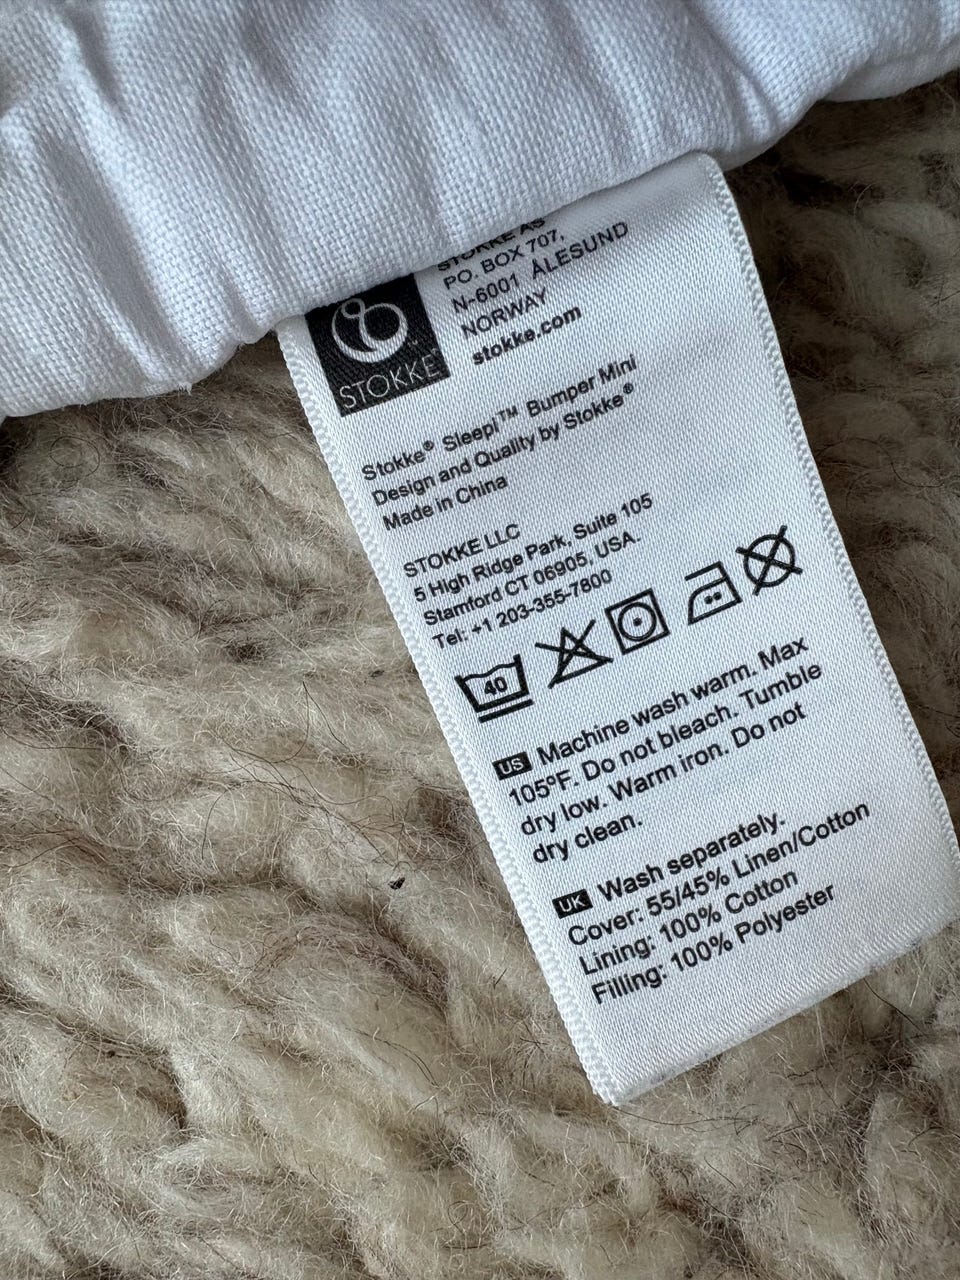 STOKKE AS
PO. BOX 707,
N-6001 ÅLESUND
NORWAY
stokke.com
STOKKE™
Stokke® Sleepi™ Bumper Mini
Design and Quality by Stokke®
Made in China
STOKKE LLC
5 High Ridge Park, Suite 105
Stamford CT 06905, USA.
Tel: +1 203-355-7800
40
US Machine wash warm. Max
105ºF. Do not bleach. Tumble
dry low. Warm iron. Do not
dry clean.
UK Wash separately.
Cover: 55/45% Linen/Cotton
Lining: 100% Cotton
Filling: 100% Polyester